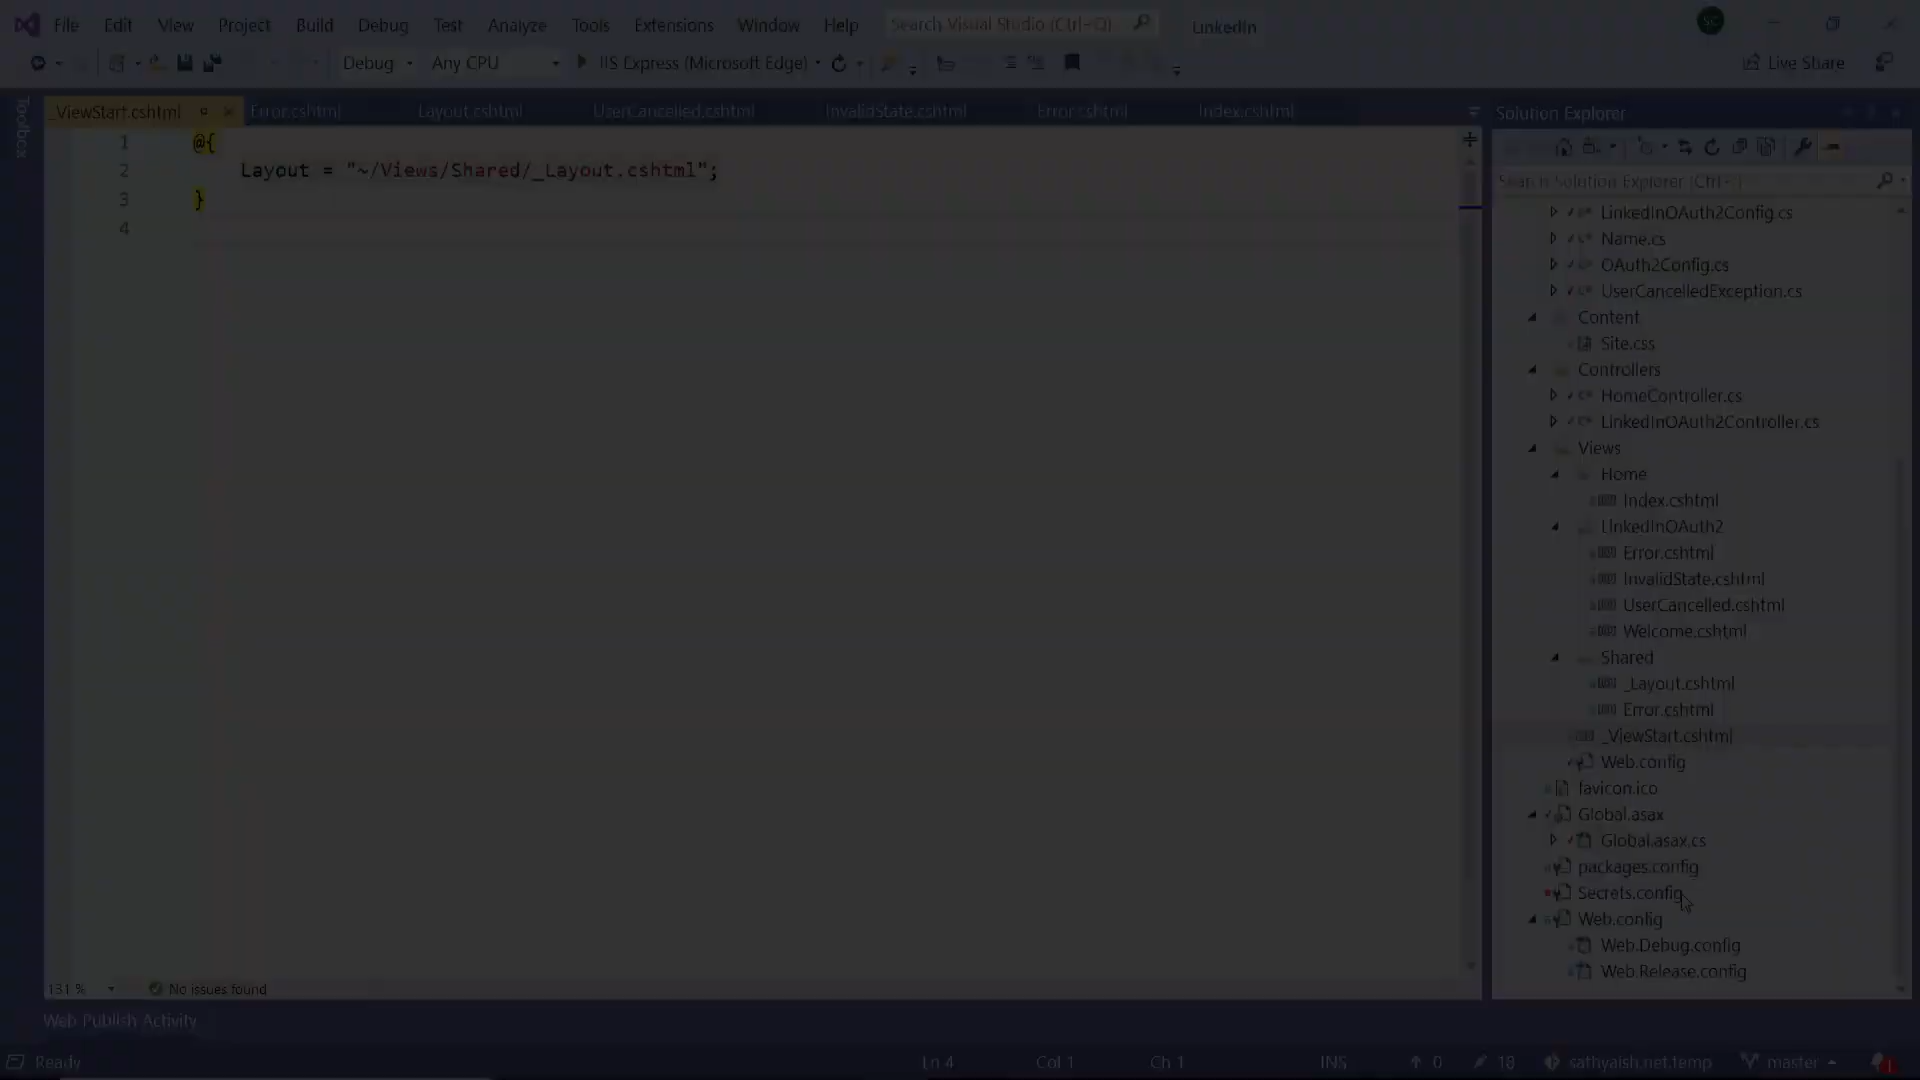 File Edit View Project Build Debug Test Analyze Tools Extensions Window Help Search Visual Studio (Ctrl+Q) LinkedIn SC
Debug Any CPU IIS Express (Microsoft Edge) Live Share
Toolbox
_ViewStart.cshtml Error.cshtml _Layout.cshtml UserCancelled.cshtml InvalidState.cshtml Error.cshtml Index.cshtml
1 @{
2 Layout = "~/Views/Shared/_Layout.cshtml";
3 }
4
131 % No issues found
Solution Explorer
Search Solution Explorer (Ctrl+;)
LinkedInOAuth2Config.cs
Name.cs
OAuth2Config.cs
UserCancelledException.cs
Content
Site.css
Controllers
HomeController.cs
LinkedInOAuth2Controller.cs
Views
Home
Index.cshtml
LinkedInOAuth2
Error.cshtml
InvalidState.cshtml
UserCancelled.cshtml
Welcome.cshtml
Shared
_Layout.cshtml
Error.cshtml
_ViewStart.cshtml
Web.config
favicon.ico
Global.asax
Global.asax.cs
packages.config
Secrets.config
Web.config
Web.Debug.config
Web.Release.config
Web Publish Activity
Ready Ln 4 Col 1 Ch 1 INS 0 18 sathyaish.net.temp master 1